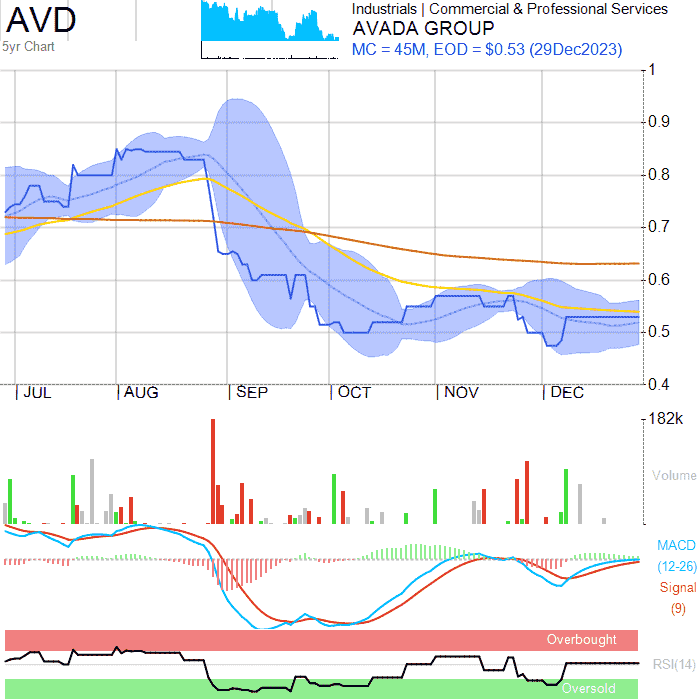 AVD
5yr Chart
Industrials | Commercial & Professional Services
AVADA GROUP
MC = 45M, EOD = $0.53 (29Dec2023)
1
0.9
0.8
0.7
0.6
0.5
0.4
JUL AUG SEP OCT NOV DEC
182k
Volume
MACD
(12-26)
Signal
(9)
Overbought
RSI(14)
Oversold